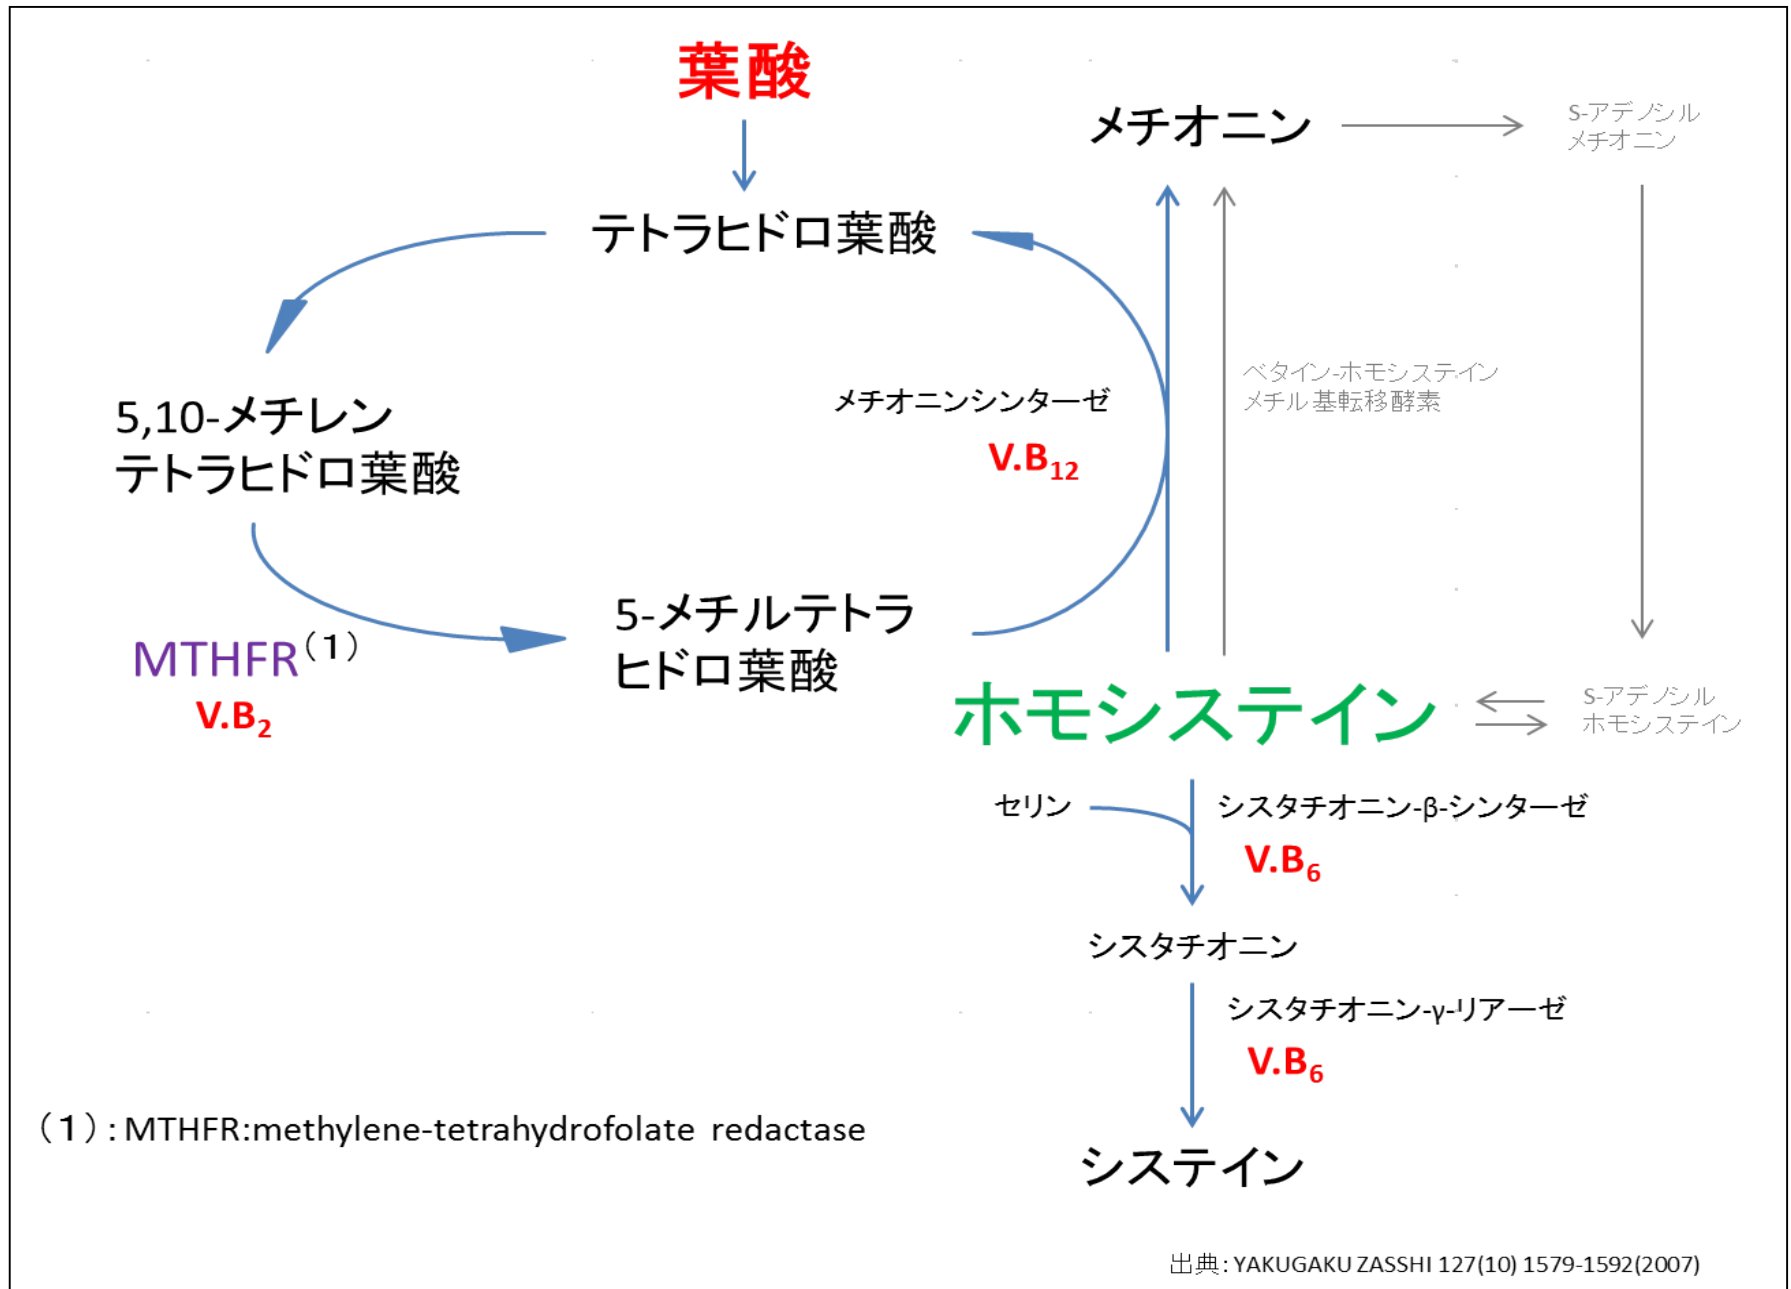 葉酸
メチオニン
S-アデノシル
メチオニン
テトラヒドロ葉酸
5,10-メチレン
テトラヒドロ葉酸
メチオニンシンターゼ
V.B12
ベタイン-ホモシステイン
メチル基転移酵素
MTHFR(1)
V.B2
5-メチルテトラ
ヒドロ葉酸
ホモシステイン
S-アデノシル
ホモシステイン
セリン
シスタチオニン-β-シンターゼ
V.B6
シスタチオニン
シスタチオニン-γ-リアーゼ
V.B6
(1): MTHFR:methylene-tetrahydrofolate redactase
システイン
出典: YAKUGAKU ZASSHI 127(10) 1579-1592(2007)